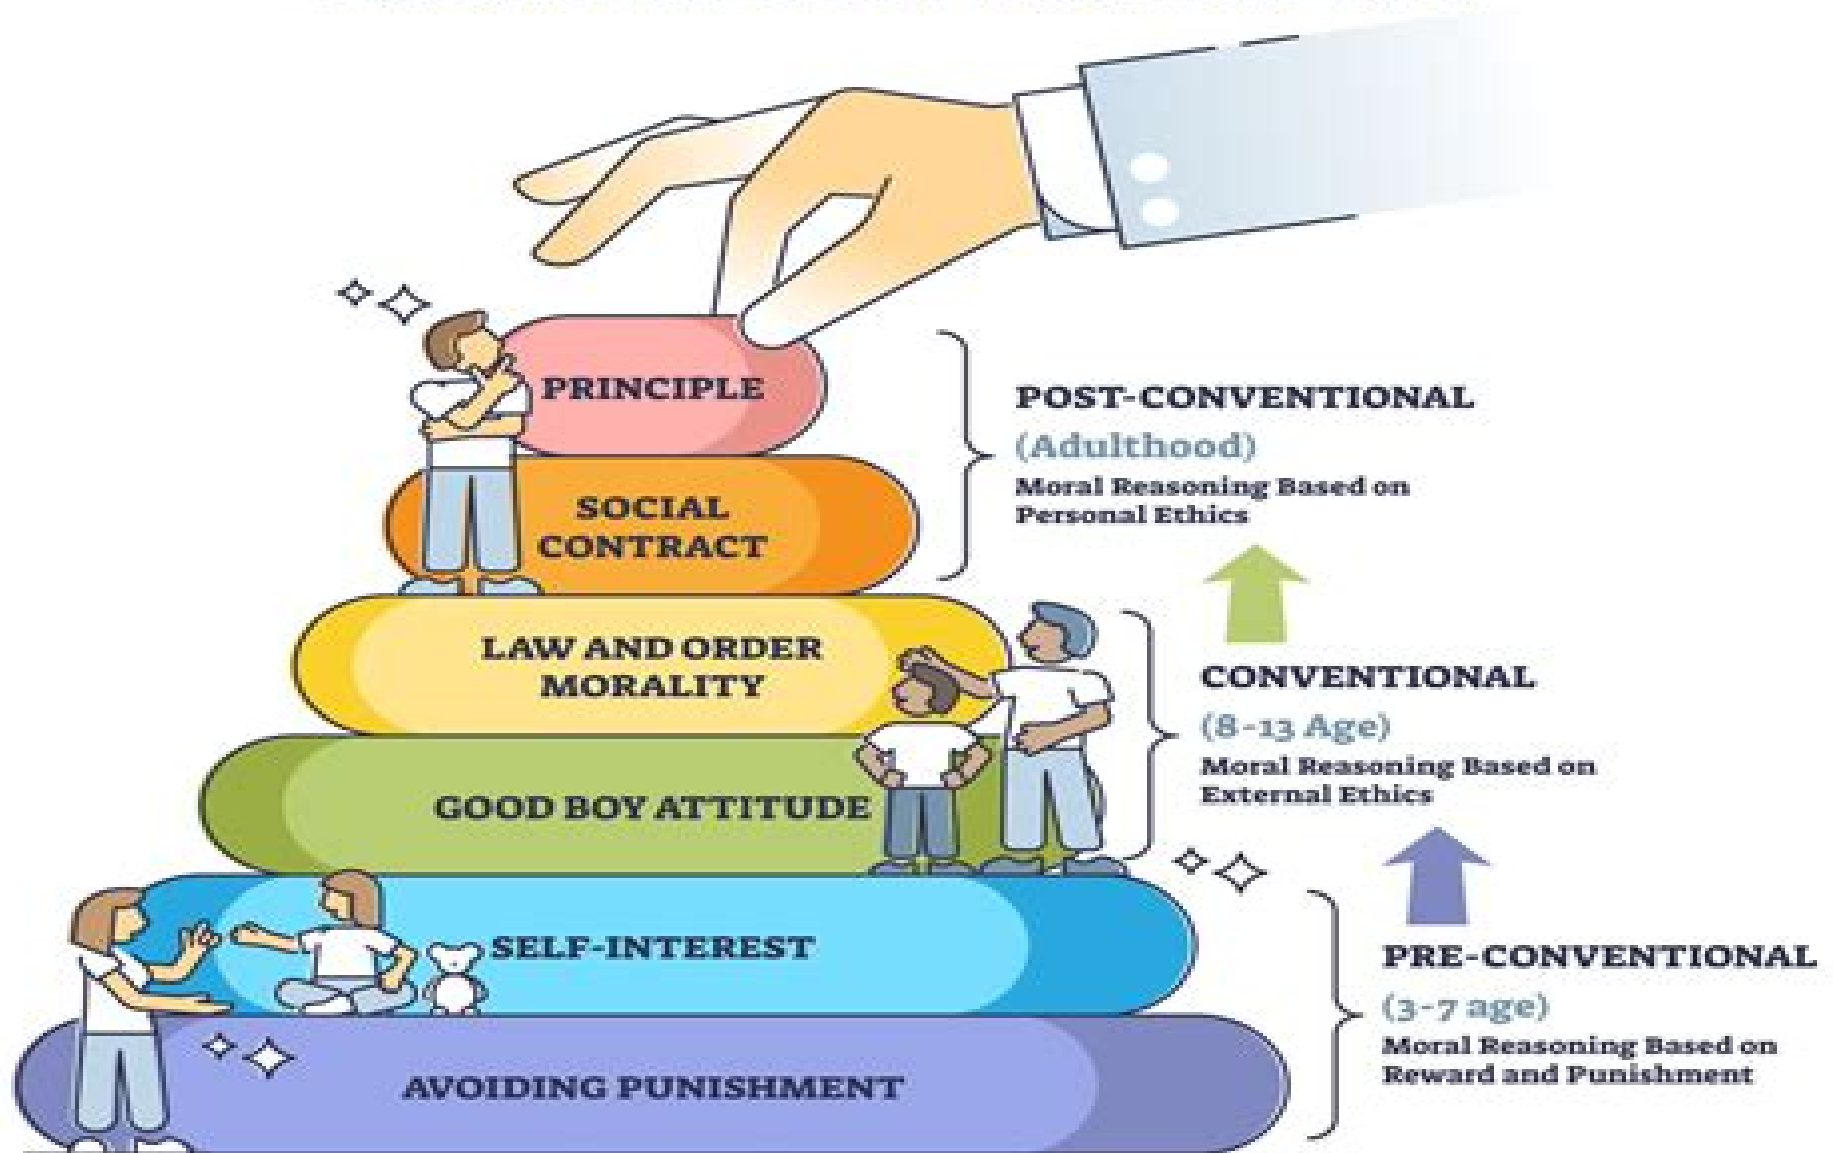 PRINCIPLE
SOCIAL
CONTRACT
LAW AND ORDER
MORALITY
GOOD BOY ATTITUDE
SELF-INTEREST
AVOIDING PUNISHMENT
POST-CONVENTIONAL
(Adulthood)
Moral Reasoning Based on
Personal Ethics
CONVENTIONAL
(8-13 Age)
Moral Reasoning Based on
External Ethics
PRE-CONVENTIONAL
(3-7 age)
Moral Reasoning Based on
Reward and Punishment